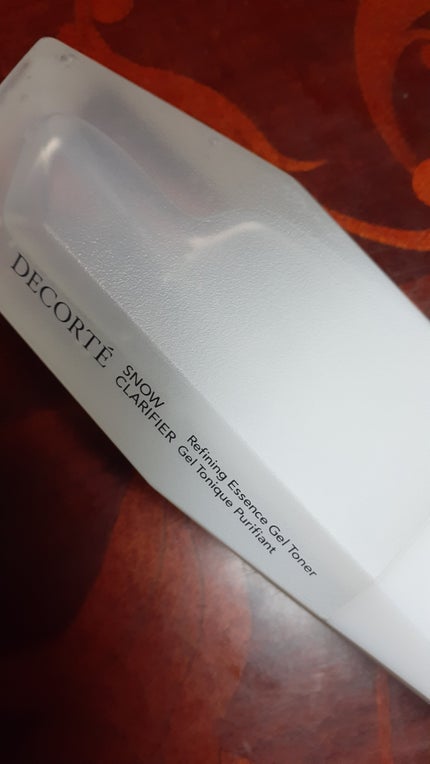 DECORTÉ
SNOW
CLARIFIER
Refining Essence Gel Toner
Gel Tonique Purifiant